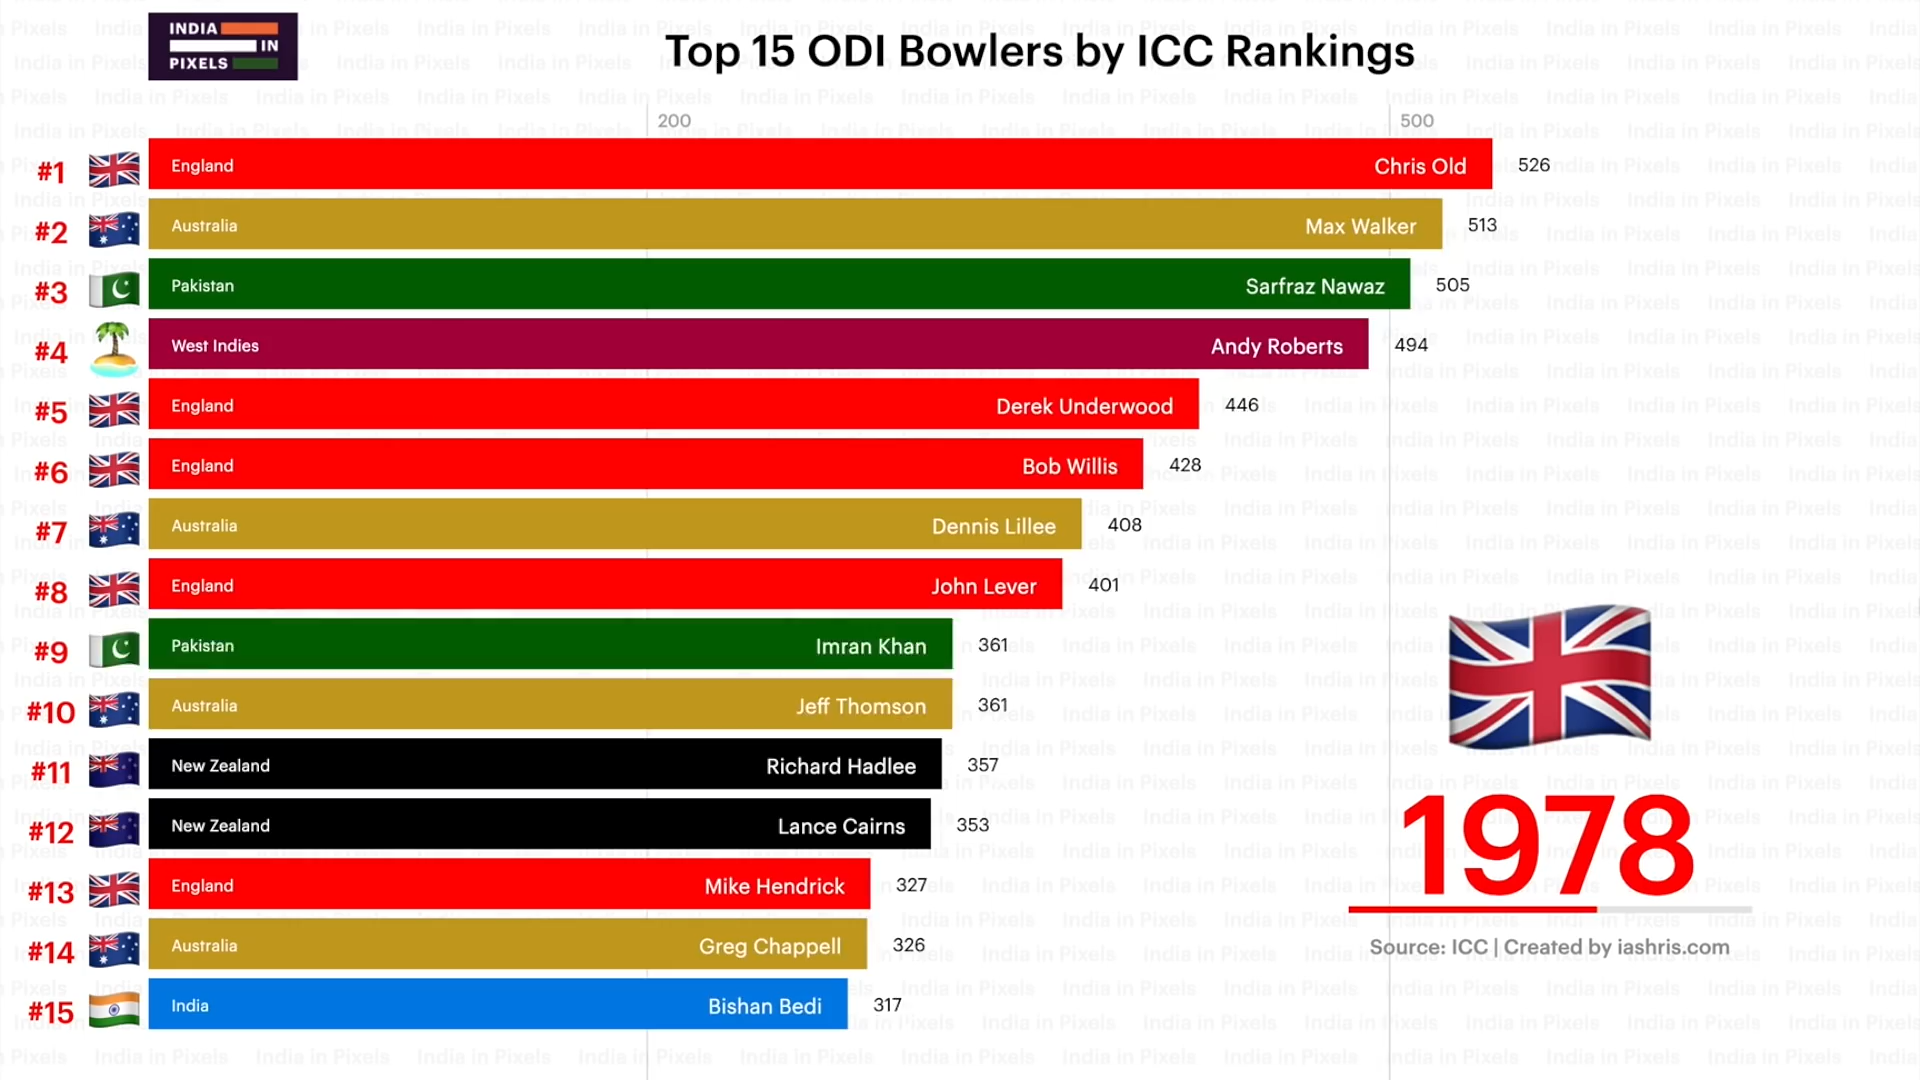 INDIA
IN
PIXELS
Top 15 ODI Bowlers by ICC Rankings
200
500
#1 England Chris Old 526
#2 Australia Max Walker 513
#3 Pakistan Sarfraz Nawaz 505
#4 West Indies Andy Roberts 494
#5 England Derek Underwood 446
#6 England Bob Willis 428
#7 Australia Dennis Lillee 408
#8 England John Lever 401
#9 Pakistan Imran Khan 361
#10 Australia Jeff Thomson 361
#11 New Zealand Richard Hadlee 357
#12 New Zealand Lance Cairns 353
#13 England Mike Hendrick 327
#14 Australia Greg Chappell 326
#15 India Bishan Bedi 317
1978
Source: ICC | Created by iashris.com
India in Pixels